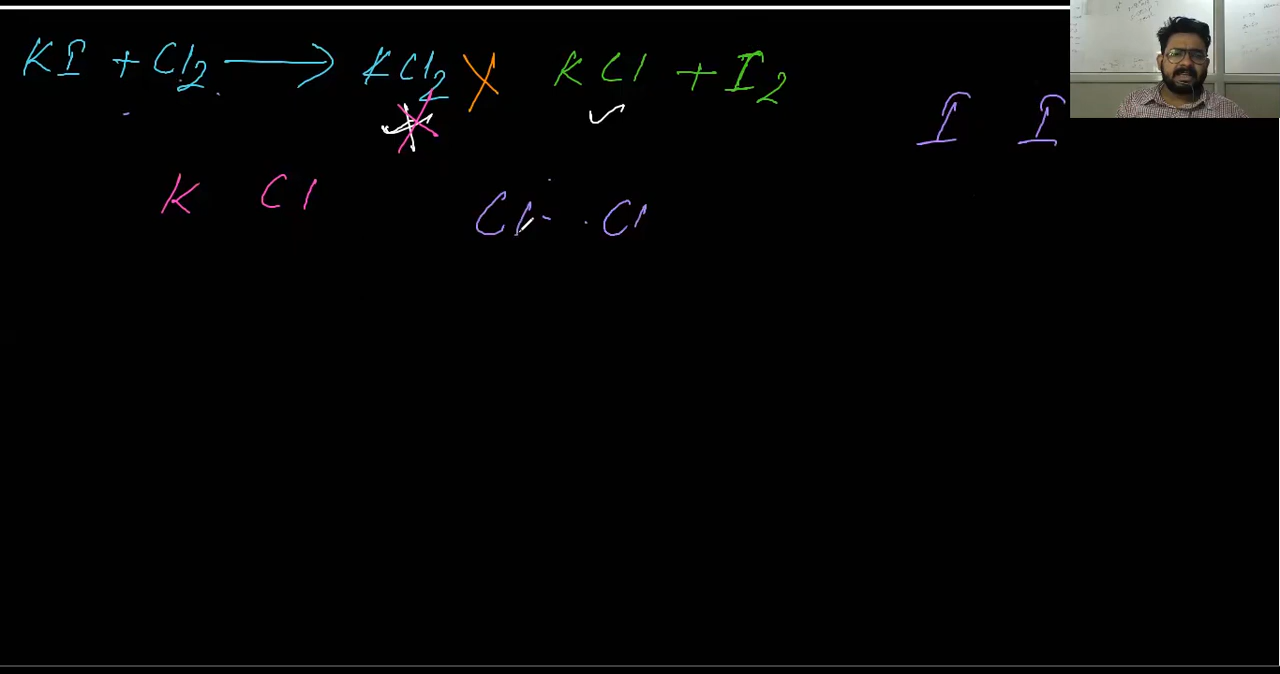 KI + Cl2 → KCl2 X KCl + I2
I I
K Cl
Cl Cl